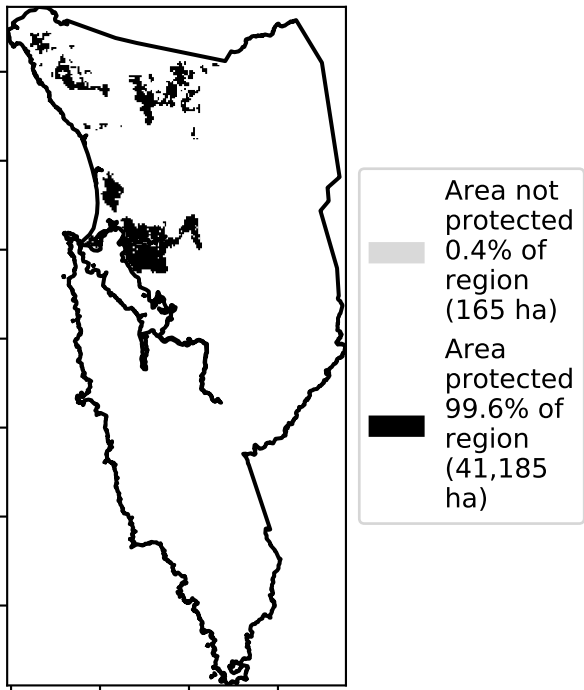 Area not
protected
0.4% of
region
(165 ha)
Area
protected
99.6% of
region
(41,185
ha)